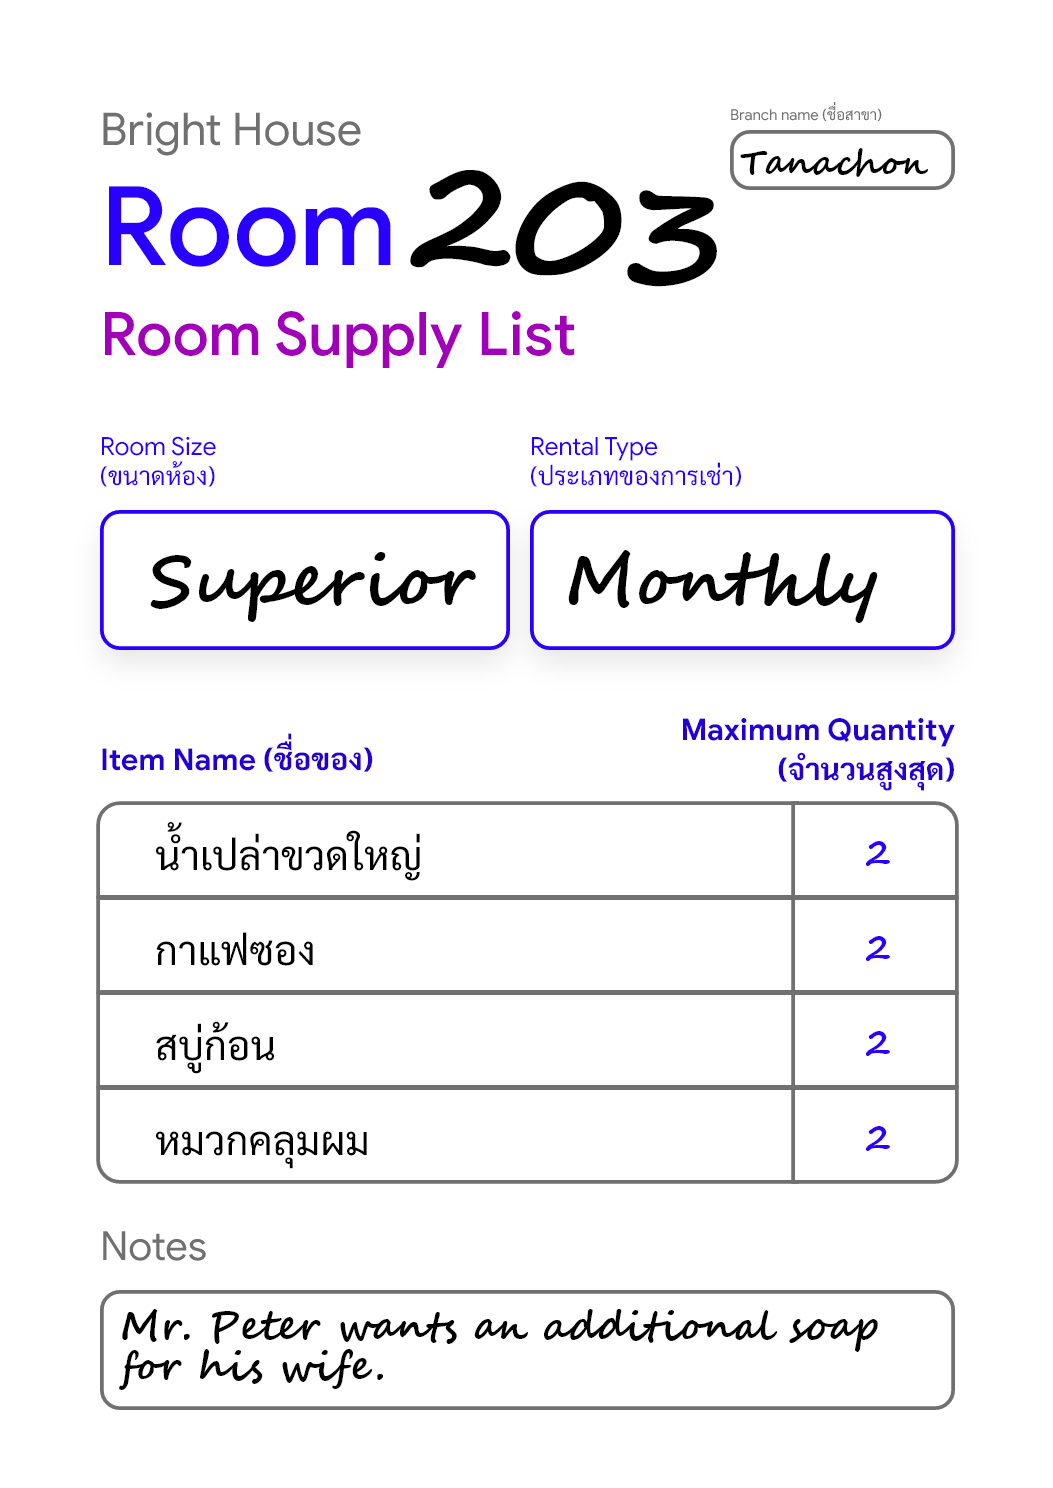 Bright House
Branch name (ชื่อสาขา)
Tanachon
Room 203
Room Supply List
Room Size
(ขนาดห้อง)
Superior
Rental Type
(ประเภทของการเช่า)
Monthly
Item Name (ชื่อของ)
Maximum Quantity
(จำนวนสูงสุด)
น้ำเปล่าขวดใหญ่ 2
กาแฟซอง 2
สบู่ก้อน 2
หมวกคลุมผม 2
Notes
Mr. Peter wants an additional soap
for his wife.